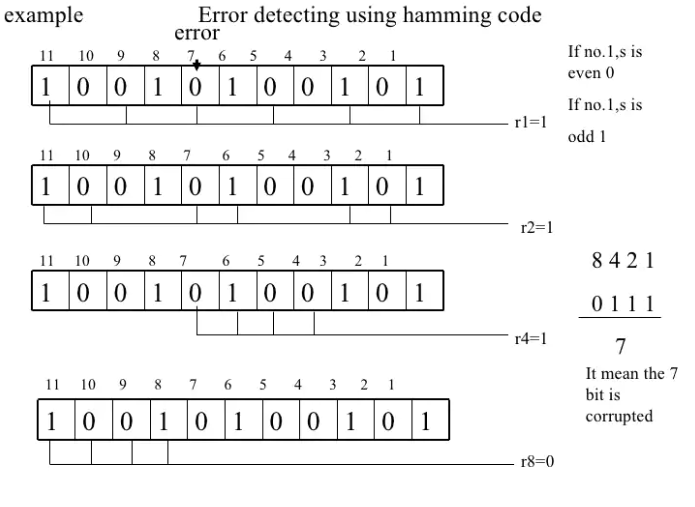 example
Error detecting using hamming code
error
11 10 9 8 7 6 5 4 3 2 1
1 0 0 1 0 1 0 0 1 0 1
r1=1
If no.1,s is
even 0
If no.1,s is
odd 1
11 10 9 8 7 6 5 4 3 2 1
1 0 0 1 0 1 0 0 1 0 1
r2=1
11 10 9 8 7 6 5 4 3 2 1
1 0 0 1 0 1 0 0 1 0 1
r4=1
8 4 2 1
0 1 1 1
7
It mean the 7
bit is
corrupted
11 10 9 8 7 6 5 4 3 2 1
1 0 0 1 0 1 0 0 1 0 1
r8=0